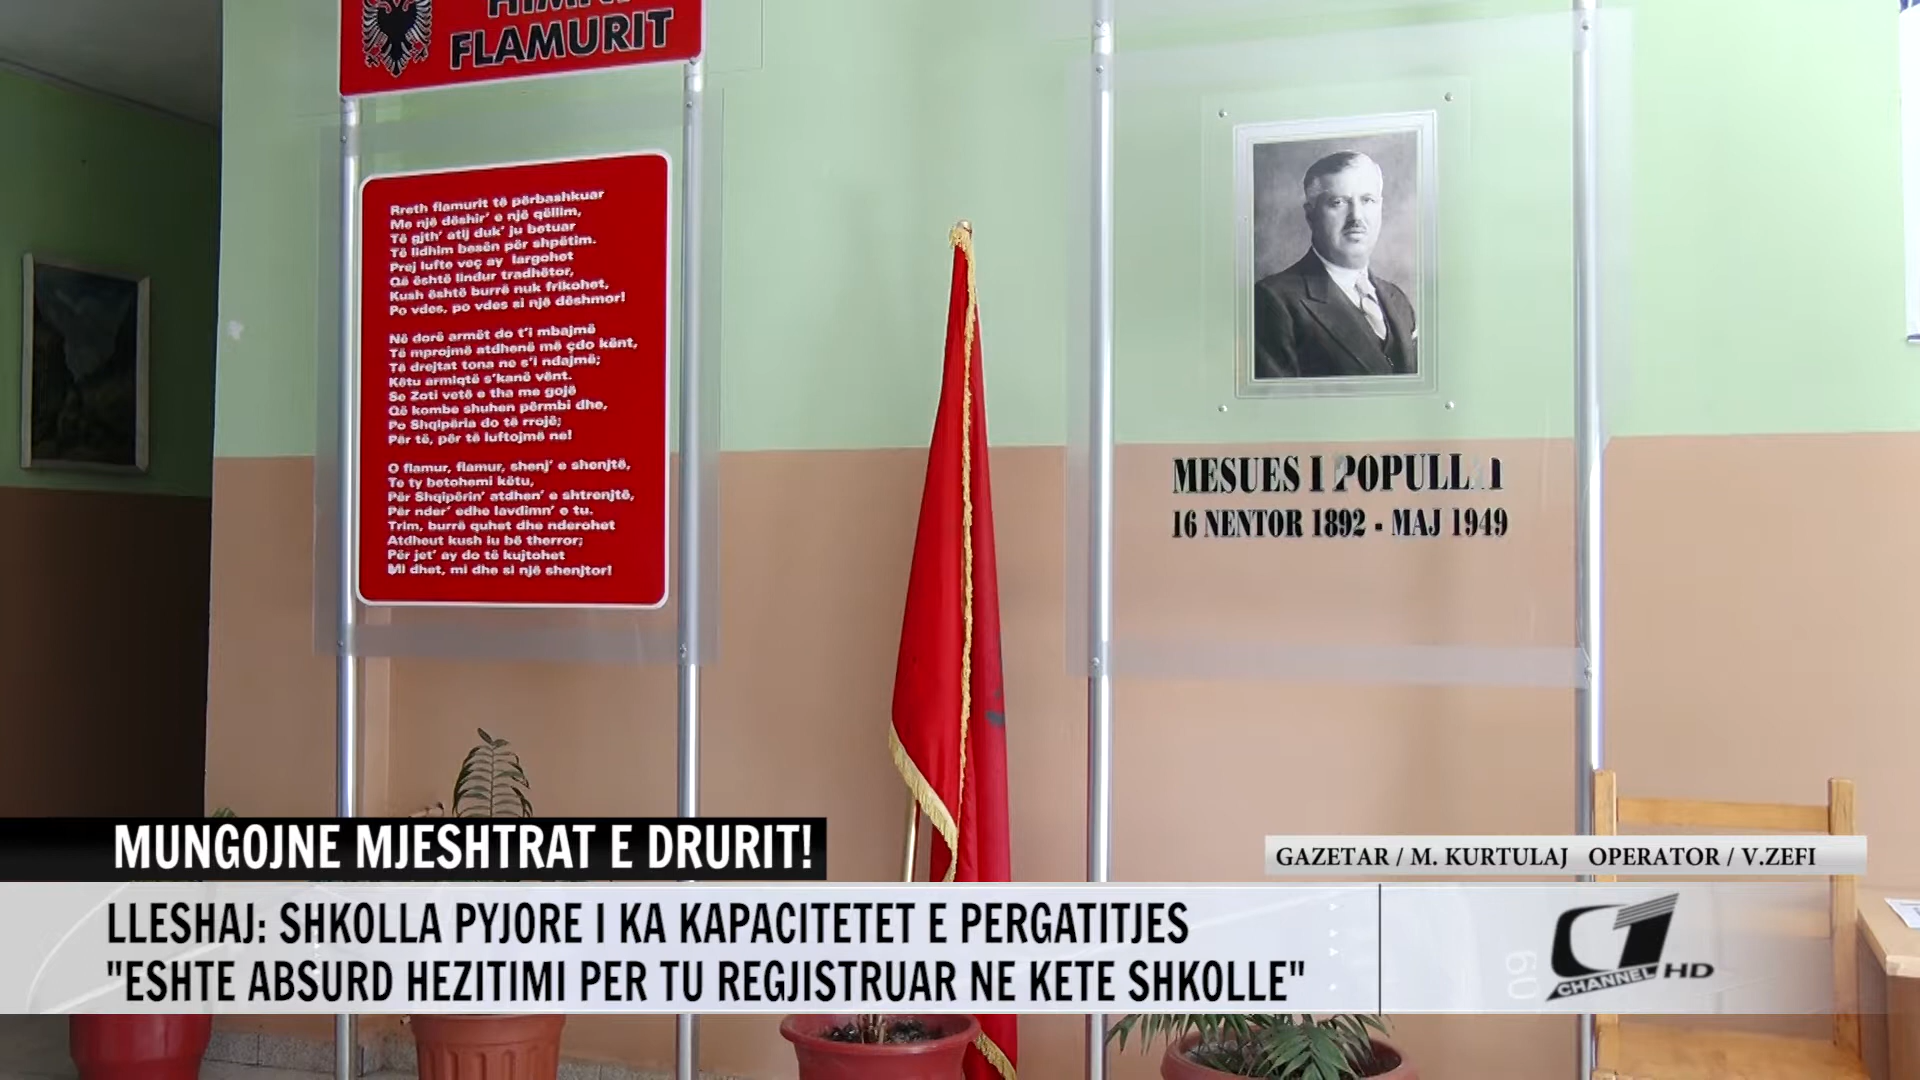 HIMNI
FLAMURIT
Rreth flamurit të përbashkuar
Me një dëshir' e një qëllim,
Të gjth' atij duk' ju betuar
Të lidhim besën për shpëtim.
Prej lufte veç ay largohet
Që është lindur tradhëtor,
Kush është burrë nuk frikohet,
Po vdes, po vdes si një dëshmor!
Në dorë armët do t'i mbajmë
Të mprojmë atdhenë më çdo kënt,
Të drejtat tona ne s'i ndajmë;
Këtu armiqtë s'kanë vënt.
Se Zoti vetë e tha me gojë
Që kombe shuhen përmbi dhe,
Po Shqipëria do të rrojë;
Për të, për të luftojmë ne!
O flamur, flamur, shenj' e shenjtë,
Te ty betohemi këtu,
Për Shqipërin' atdhen' e shtrenjtë,
Për nder' edhe lavdimn' e tu.
Trim, burrë quhet dhe nderohet
Atdheut kush iu bë therror;
Për jet' ay do të kujtohet
Mi dhet, mi dhe si një shenjtor!
MESUES I POPULLIT
16 NENTOR 1892 - MAJ 1949
MUNGOJNE MJESHTRAT E DRURIT!
GAZETAR / M. KURTULAJ OPERATOR / V.ZEFI
LLESHAJ: SHKOLLA PYJORE I KA KAPACITETET E PERGATITJES
"ESHTE ABSURD HEZITIMI PER TU REGJISTRUAR NE KETE SHKOLLE"
C1
CHANNEL HD